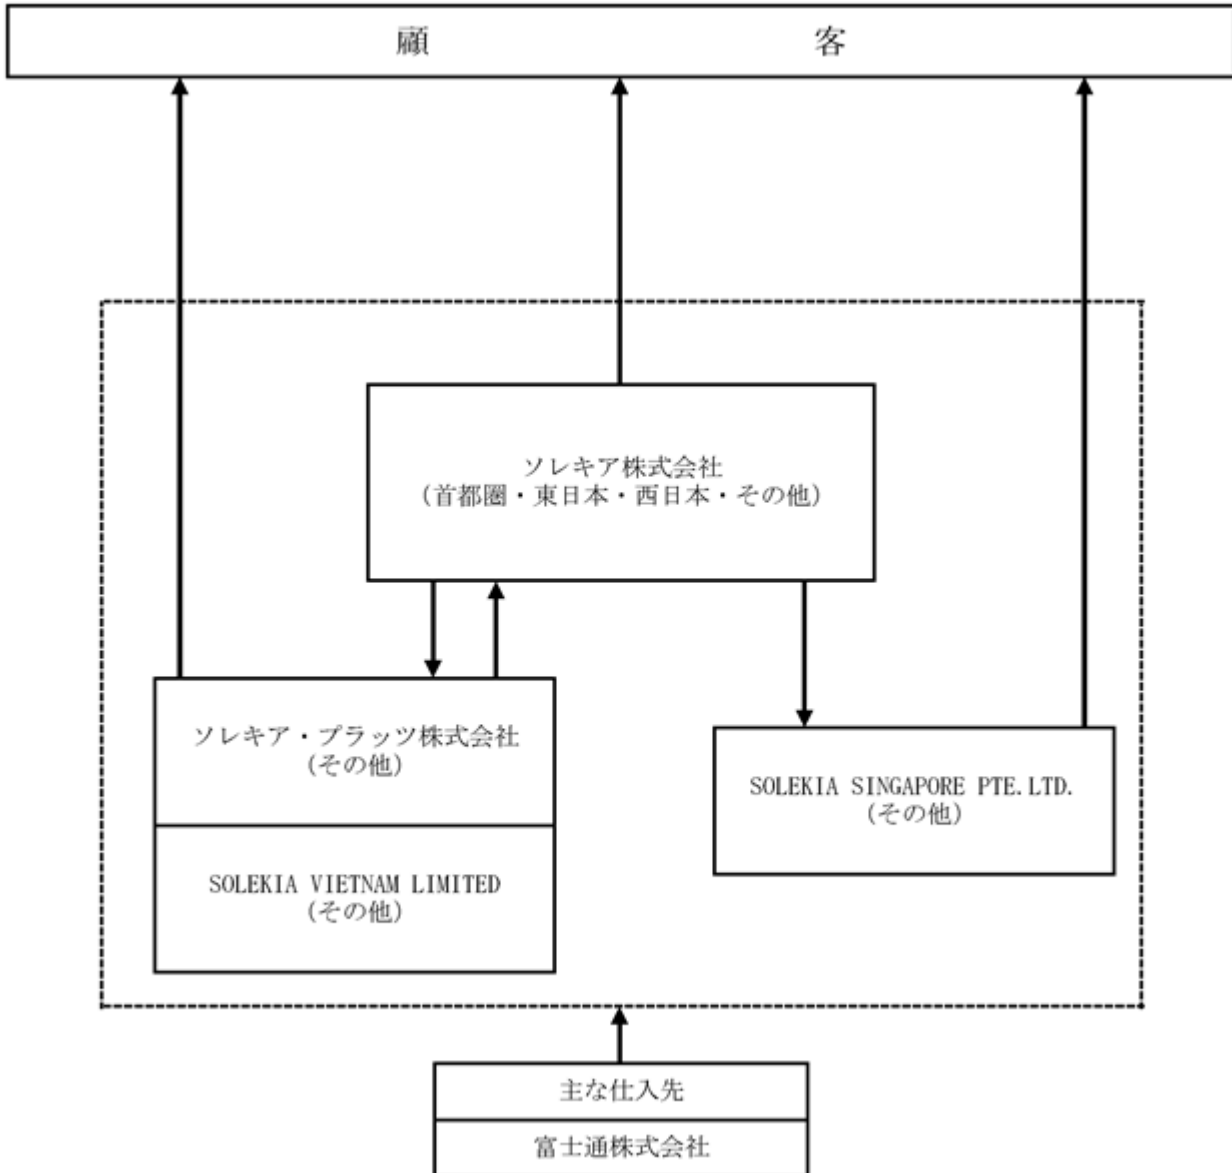 顧客
ソレキア株式会社
(首都圏・東日本・西日本・その他)
ソレキア・プラッツ株式会社
(その他)
SOLEKIA SINGAPORE PTE.LTD.
(その他)
SOLEKIA VIETNAM LIMITED
(その他)
主な仕入先
富士通株式会社